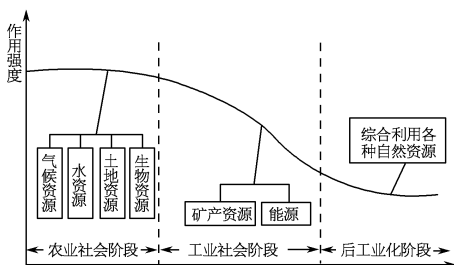 作用强度
气候资源
水资源
土地资源
生物资源
矿产资源
能源
综合利用各
种自然资源
农业社会阶段
工业社会阶段
后工业化阶段